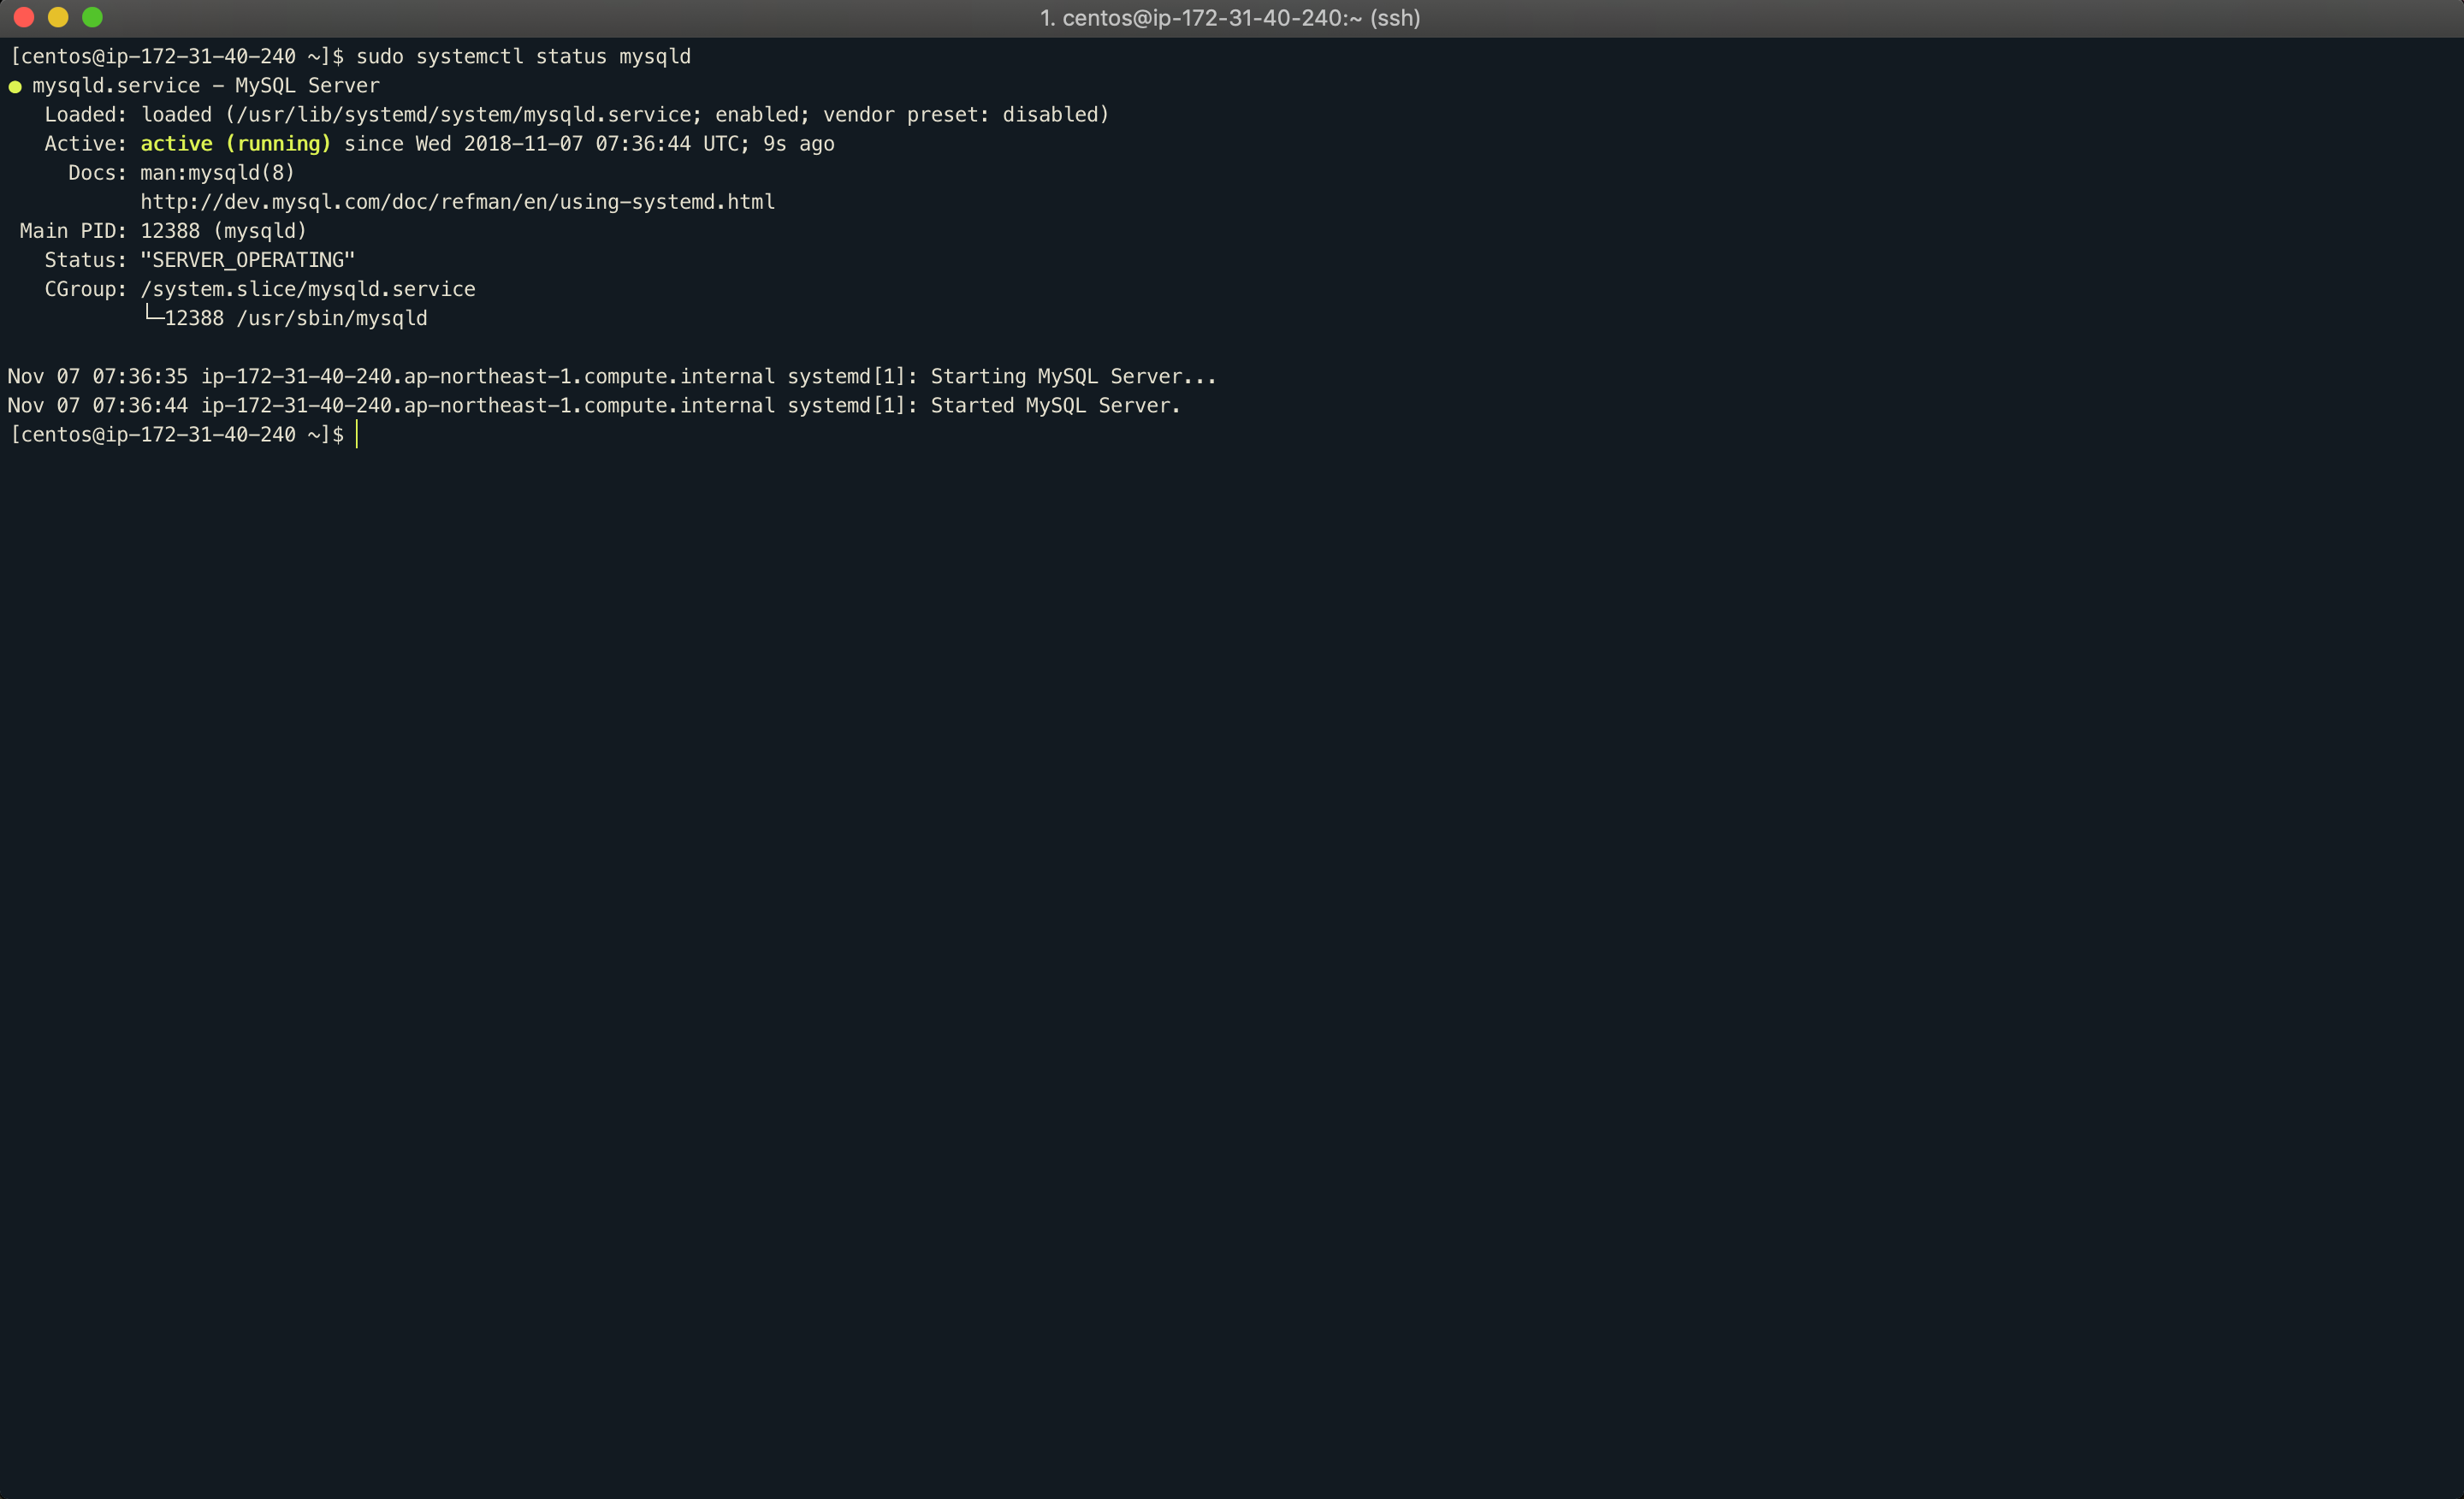 1. centos@ip-172-31-40-240:~ (ssh)
[centos@ip-172-31-40-240 ~]$ sudo systemctl status mysqld
● mysqld.service - MySQL Server
   Loaded: loaded (/usr/lib/systemd/system/mysqld.service; enabled; vendor preset: disabled)
   Active: active (running) since Wed 2018-11-07 07:36:44 UTC; 9s ago
     Docs: man:mysqld(8)
           http://dev.mysql.com/doc/refman/en/using-systemd.html
 Main PID: 12388 (mysqld)
   Status: "SERVER_OPERATING"
   CGroup: /system.slice/mysqld.service
           └─12388 /usr/sbin/mysqld
Nov 07 07:36:35 ip-172-31-40-240.ap-northeast-1.compute.internal systemd[1]: Starting MySQL Server...
Nov 07 07:36:44 ip-172-31-40-240.ap-northeast-1.compute.internal systemd[1]: Started MySQL Server.
[centos@ip-172-31-40-240 ~]$